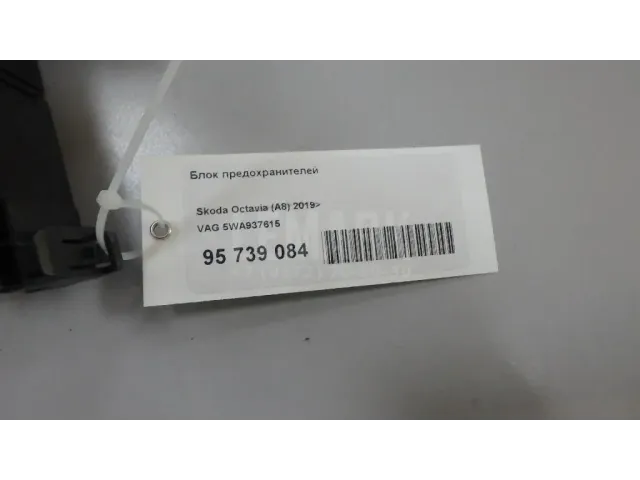 Блок предохранителей
Skoda Octavia (A8) 2019>
VAG 5WA937615
95 739 084